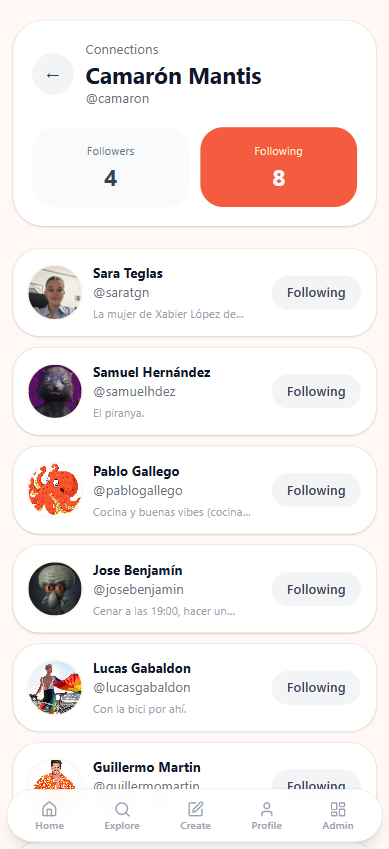 Connections
←
Camarón Mantis
@camaron
Followers
4
Following
8
Sara Teglas
@saratgn
La mujer de Xabier López de...
Following
Samuel Hernández
@samuelhdez
El piranya.
Following
Pablo Gallego
@pablogallego
Cocina y buenas vibes (cocina...
Following
Jose Benjamín
@josebenjamin
Cenar a las 19:00, hacer un...
Following
Lucas Gabaldon
@lucasgabaldon
Con la bici por ahí.
Following
Guillermo Martin
@guillermomartin
Following
Home
Explore
Create
Profile
Admin